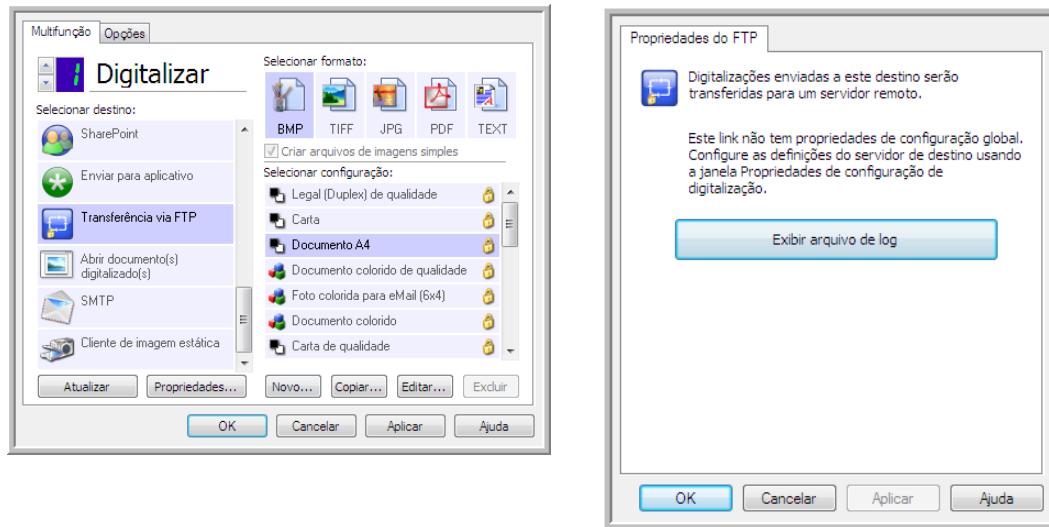 Multifunção
Opções
1
Digitalizar
Selecionar destino:
SharePoint
Enviar para aplicativo
Transferência via FTP
Abrir documento(s)
digitalizado(s)
SMTP
Cliente de imagem estática
Atualizar
Propriedades...
Selecionar formato:
BMP
TIFF
JPG
PDF
TEXT
Criar arquivos de imagens simples
Selecionar configuração:
Legal (Duplex) de qualidade
Carta
Documento A4
Documento colorido de qualidade
Foto colorida para eMail (6x4)
Documento colorido
Carta de qualidade
Novo...
Copiar...
Editar...
Excluir
OK
Cancelar
Aplicar
Ajuda
Propriedades do FTP
Digitalizações enviadas a este destino serão
transferidas para um servidor remoto.
Este link não tem propriedades de configuração global.
Configure as definições do servidor de destino usando
a janela Propriedades de configuração de
digitalização.
Exibir arquivo de log
OK
Cancelar
Aplicar
Ajuda